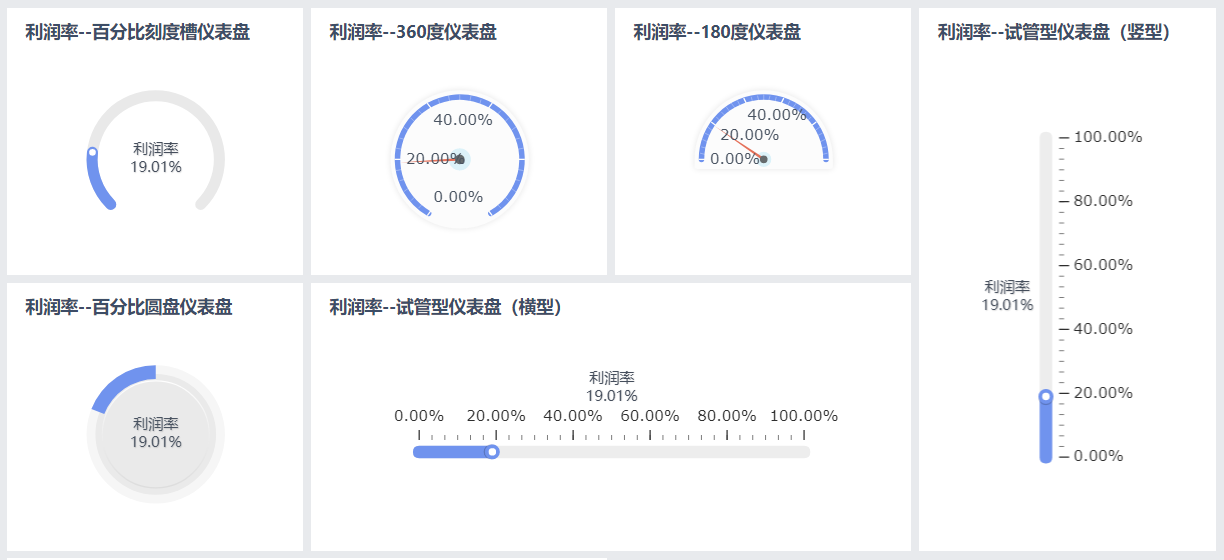 利润率--百分比刻度槽仪表盘
利润率
19.01%
利润率--360度仪表盘
40.00%
20.00%
0.00%
利润率--180度仪表盘
40.00%
20.00%
0.00%
利润率--试管型仪表盘（竖型）
100.00%
80.00%
60.00%
利润率
19.01%
40.00%
20.00%
0.00%
利润率--百分比圆盘仪表盘
利润率
19.01%
利润率--试管型仪表盘（横型）
利润率
19.01%
0.00% 20.00% 40.00% 60.00% 80.00% 100.00%